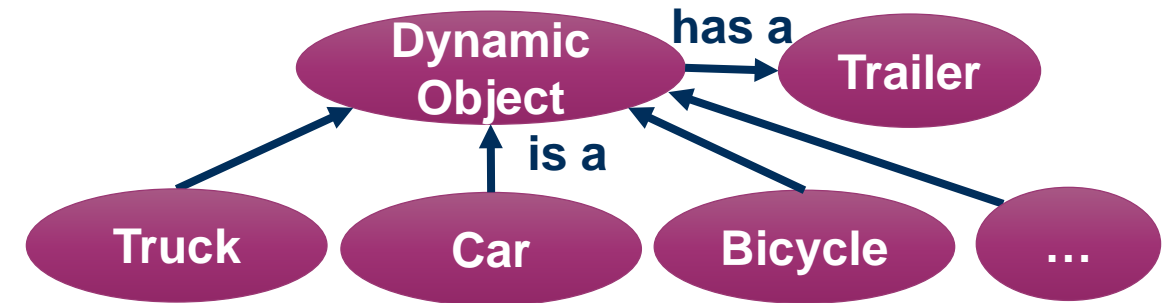 Dynamic
Object
has a
Trailer
is a
Truck
Car
Bicycle
…